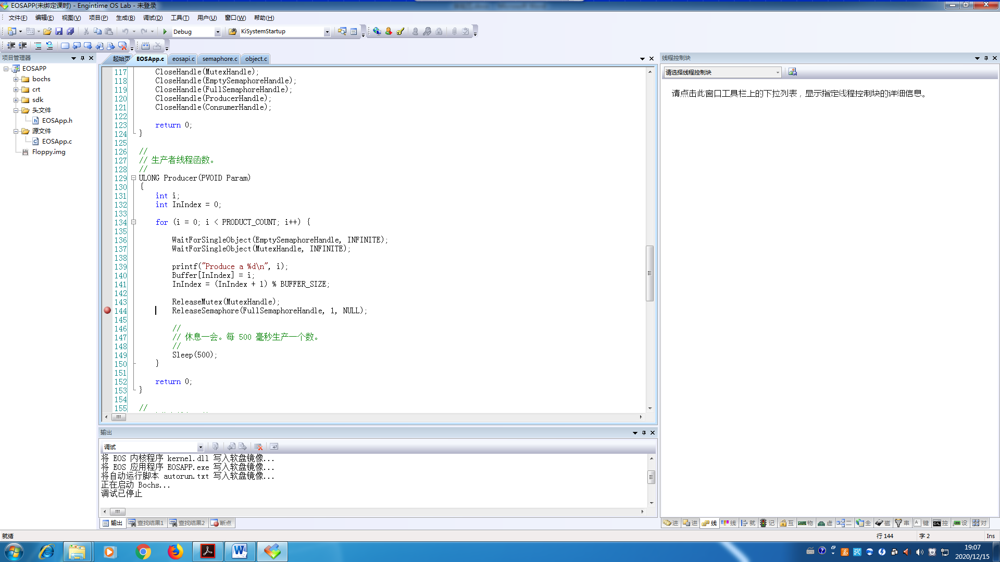 EOSAPP(未绑定课时) - Engintime OS Lab - 未登录
文件(F) 编辑(E) 视图(V) 项目(P) 生成(B) 调试(D) 工具(T) 用户(U) 窗口(W) 帮助(H)
Debug KiSystemStartup
项目管理器
EOSAPP
bochs
crt
sdk
头文件
EOSApp.h
源文件
EOSApp.c
Floppy.img
起始页 EOSApp.c eosapi.c semaphore.c object.c
117 CloseHandle(MutexHandle);
118 CloseHandle(EmptySemaphoreHandle);
119 CloseHandle(FullSemaphoreHandle);
120 CloseHandle(ProducerHandle);
121 CloseHandle(ConsumerHandle);
122
123 return 0;
124 }
125
126 //
127 // 生产者线程函数。
128 //
129 ULONG Producer(PVOID Param)
130 {
131 int i;
132 int InIndex = 0;
133
134 for (i = 0; i < PRODUCT_COUNT; i++) {
135
136 WaitForSingleObject(EmptySemaphoreHandle, INFINITE);
137 WaitForSingleObject(MutexHandle, INFINITE);
138
139 printf("Produce a %d\n", i);
140 Buffer[InIndex] = i;
141 InIndex = (InIndex + 1) % BUFFER_SIZE;
142
143 ReleaseMutex(MutexHandle);
144 ReleaseSemaphore(FullSemaphoreHandle, 1, NULL);
145
146 //
147 // 休息一会。每 500 毫秒生产一个数。
148 //
149 Sleep(500);
150 }
151
152 return 0;
153 }
154
155 //
输出
调试
将 EOS 内核程序 kernel.dll 写入软盘镜像...
将 EOS 应用程序 EOSAPP.exe 写入软盘镜像...
将自动运行脚本 autorun.txt 写入软盘镜像...
正在启动 Bochs...
调试已停止
输出 查找结果1 查找结果2 断点
线程控制块
请选择线程控制块
请点击此窗口工具栏上的下拉列表，显示指定线程控制块的详细信息。
进 进 线 线 就 记 互 物 虚 二 全 磁 串 键 控 设 对
就绪 行 144 字 2 Ins
19:07
2020/12/15